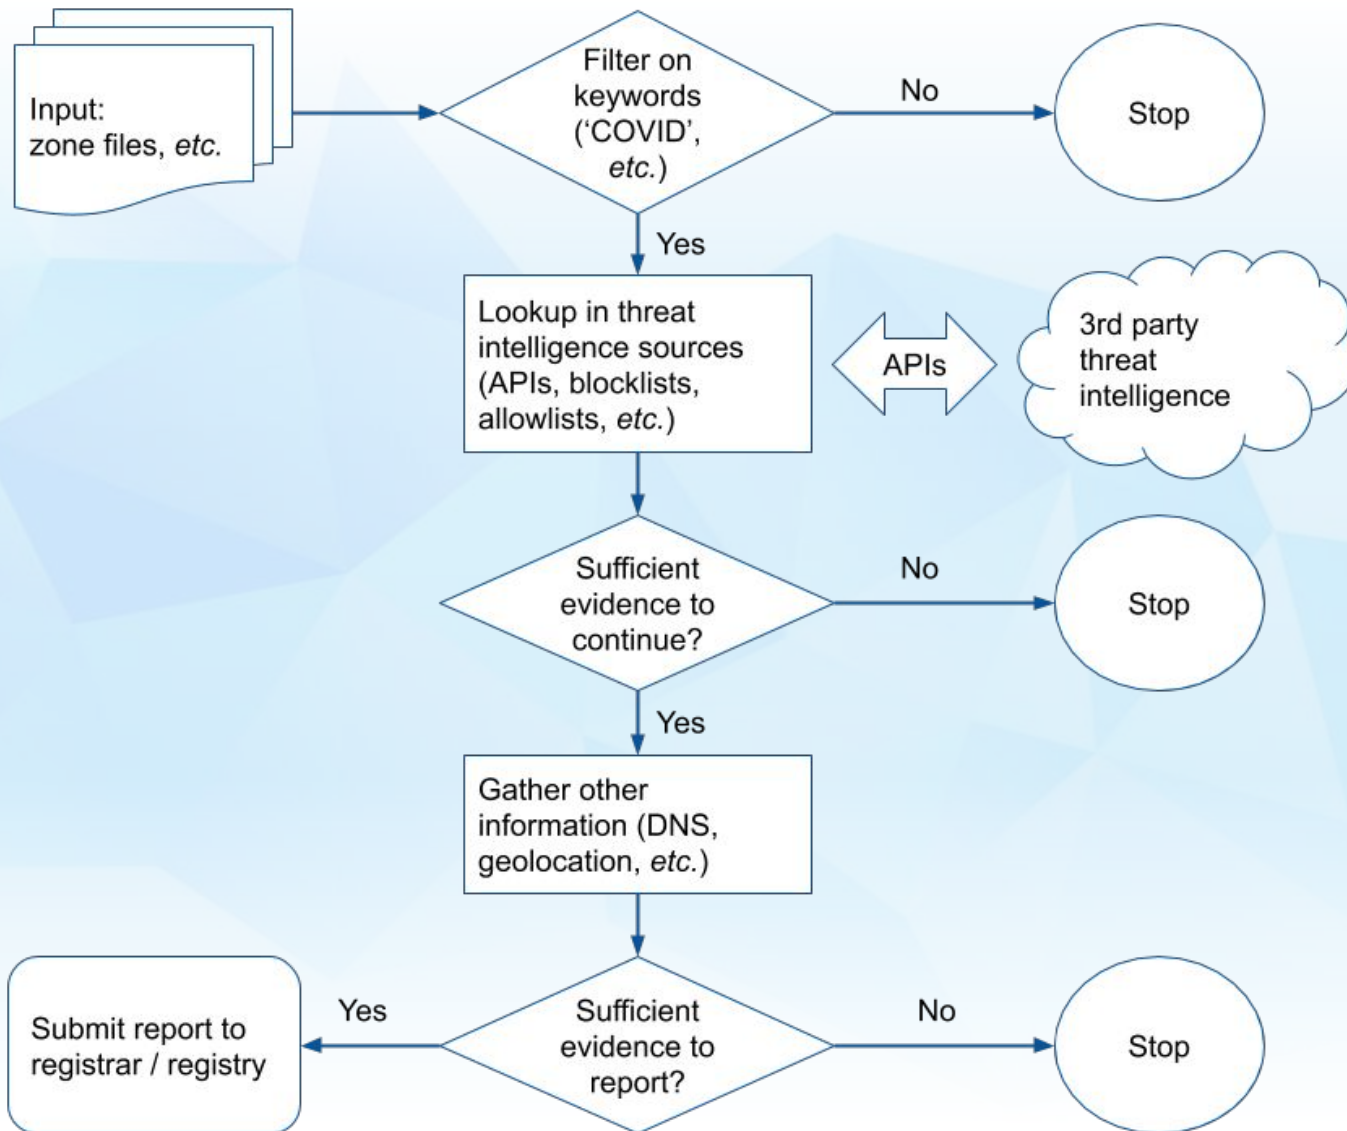 Input:
zone files, etc.
Filter on
keywords
(‘COVID’,
etc.)
No
Stop
Yes
Lookup in threat
intelligence sources
(APIs, blocklists,
allowlists, etc.)
APIs
3rd party
threat
intelligence
Sufficient
evidence to
continue?
No
Stop
Yes
Gather other
information (DNS,
geolocation, etc.)
Submit report to
registrar / registry
Yes
Sufficient
evidence to
report?
No
Stop